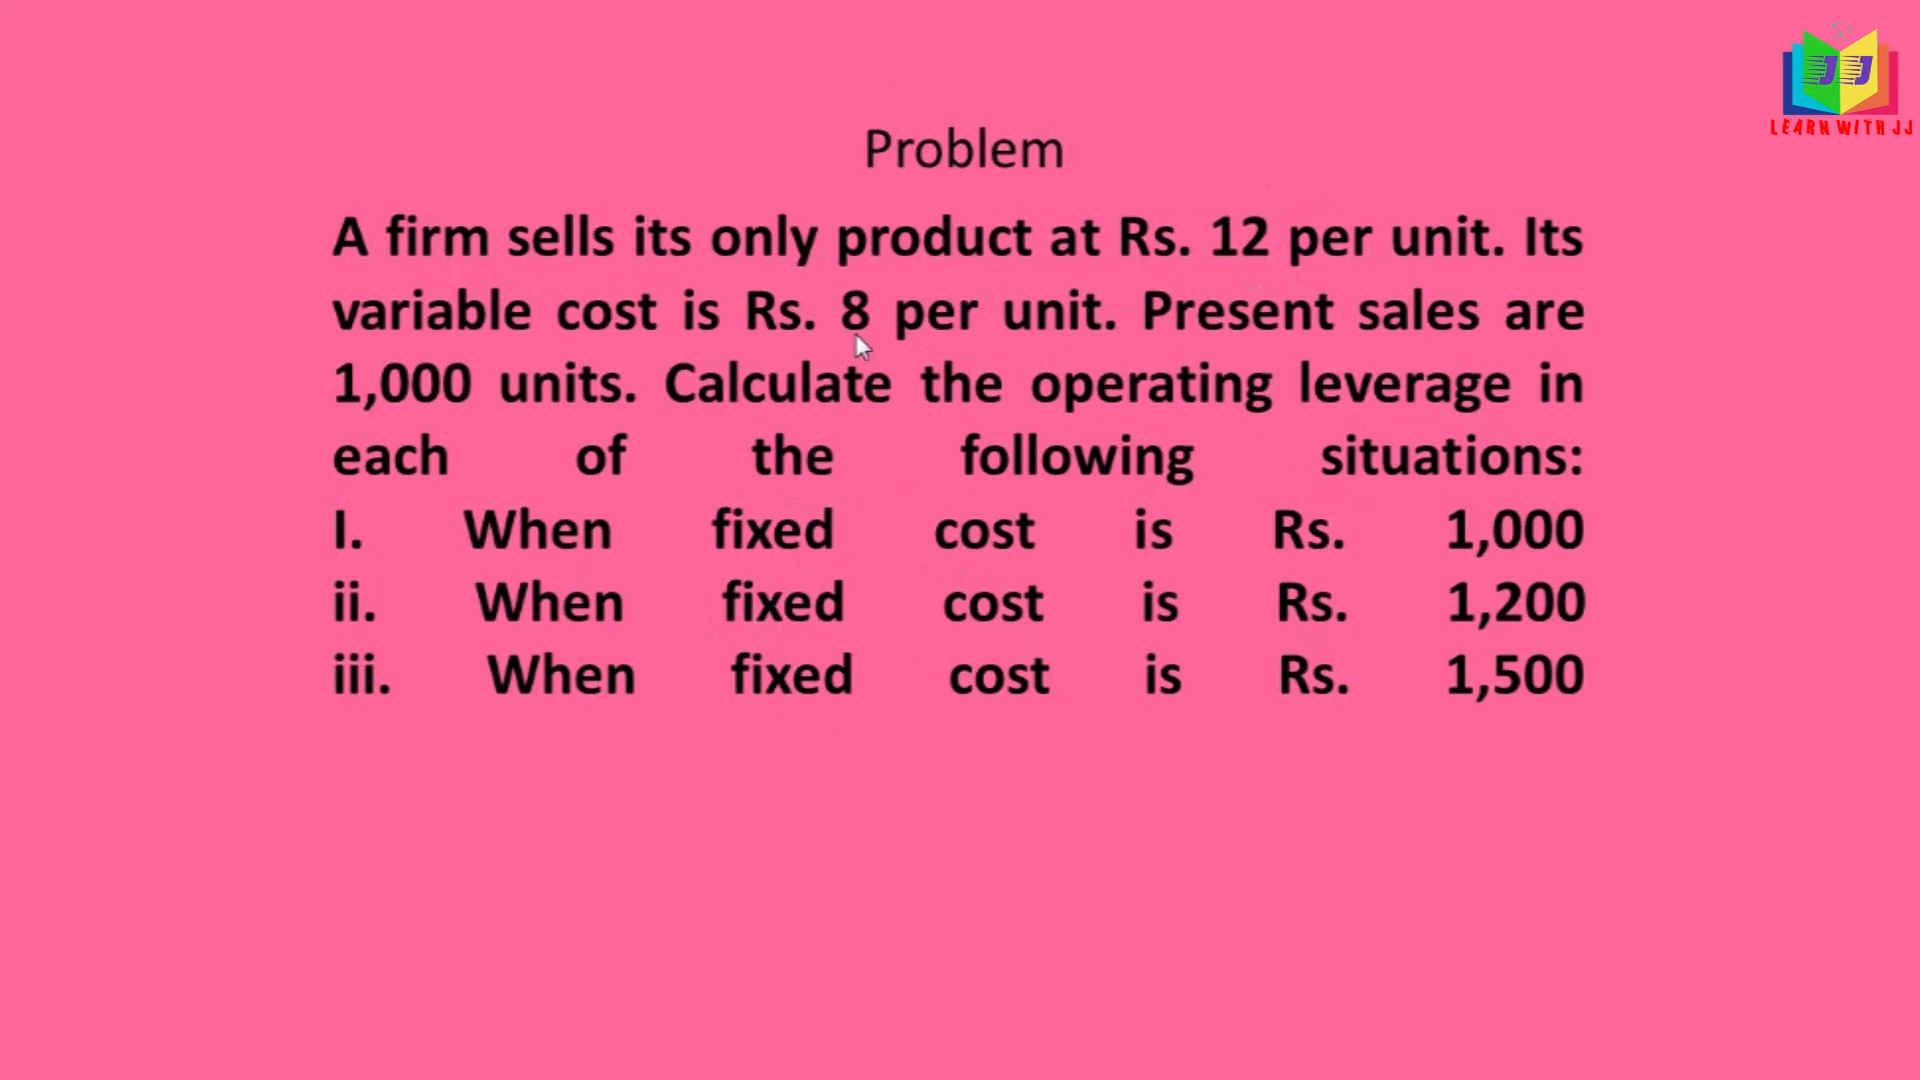 LEARN WITH JJ
Problem
A firm sells its only product at Rs. 12 per unit. Its
variable cost is Rs. 8 per unit. Present sales are
1,000 units. Calculate the operating leverage in
each of the following situations:
I. When fixed cost is Rs. 1,000
ii. When fixed cost is Rs. 1,200
iii. When fixed cost is Rs. 1,500